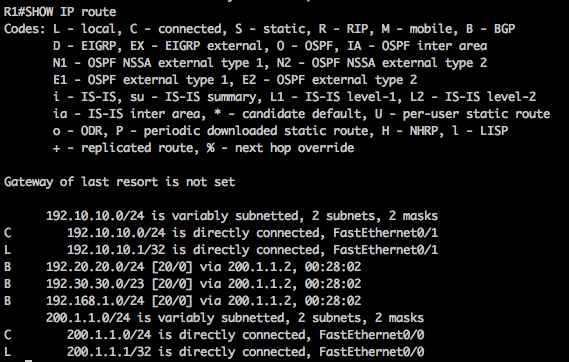 R1#SHOW IP route
Codes: L - local, C - connected, S - static, R - RIP, M - mobile, B - BGP
D - EIGRP, EX - EIGRP external, O - OSPF, IA - OSPF inter area
N1 - OSPF NSSA external type 1, N2 - OSPF NSSA external type 2
E1 - OSPF external type 1, E2 - OSPF external type 2
i - IS-IS, su - IS-IS summary, L1 - IS-IS level-1, L2 - IS-IS level-2
ia - IS-IS inter area, * - candidate default, U - per-user static route
o - ODR, P - periodic downloaded static route, H - NHRP, l - LISP
+ - replicated route, % - next hop override
Gateway of last resort is not set
192.10.10.0/24 is variably subnetted, 2 subnets, 2 masks
C 192.10.10.0/24 is directly connected, FastEthernet0/1
L 192.10.10.1/32 is directly connected, FastEthernet0/1
B 192.20.20.0/24 [20/0] via 200.1.1.2, 00:28:02
B 192.30.30.0/23 [20/0] via 200.1.1.2, 00:28:02
B 192.168.1.0/24 [20/0] via 200.1.1.2, 00:28:02
200.1.1.0/24 is variably subnetted, 2 subnets, 2 masks
C 200.1.1.0/24 is directly connected, FastEthernet0/0
L 200.1.1.1/32 is directly connected, FastEthernet0/0